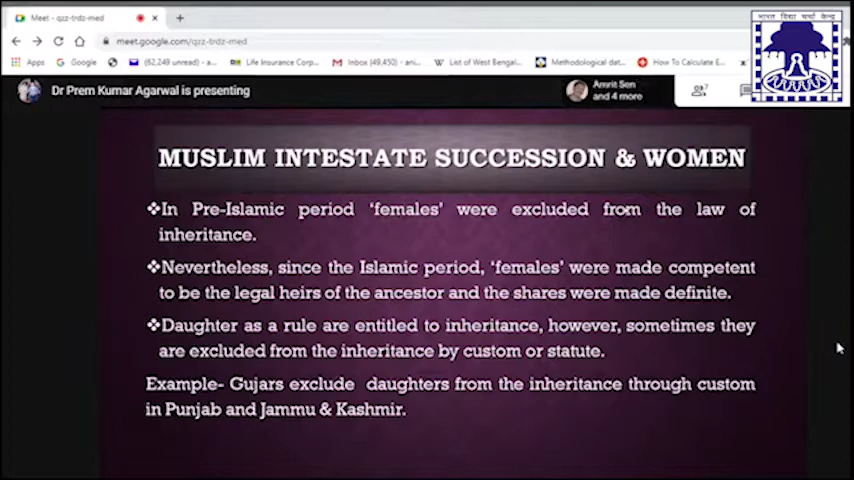 Meet - qzz-trdz-med
meet.google.com/qzz-trdz-med
Apps Google (62,249 unread) - a... Life Insurance Corp... Inbox (49,450) - ani... List of West Bengal... Methodological dat... How To Calculate E...
भारत विद्या चर्चा केन्द्र
Dr Prem Kumar Agarwal is presenting
Amrit Sen
and 4 more
7
MUSLIM INTESTATE SUCCESSION & WOMEN
❖In Pre-Islamic period ‘females’ were excluded from the law of
inheritance.
❖Nevertheless, since the Islamic period, ‘females’ were made competent
to be the legal heirs of the ancestor and the shares were made definite.
❖Daughter as a rule are entitled to inheritance, however, sometimes they
are excluded from the inheritance by custom or statute.
Example- Gujars exclude daughters from the inheritance through custom
in Punjab and Jammu & Kashmir.